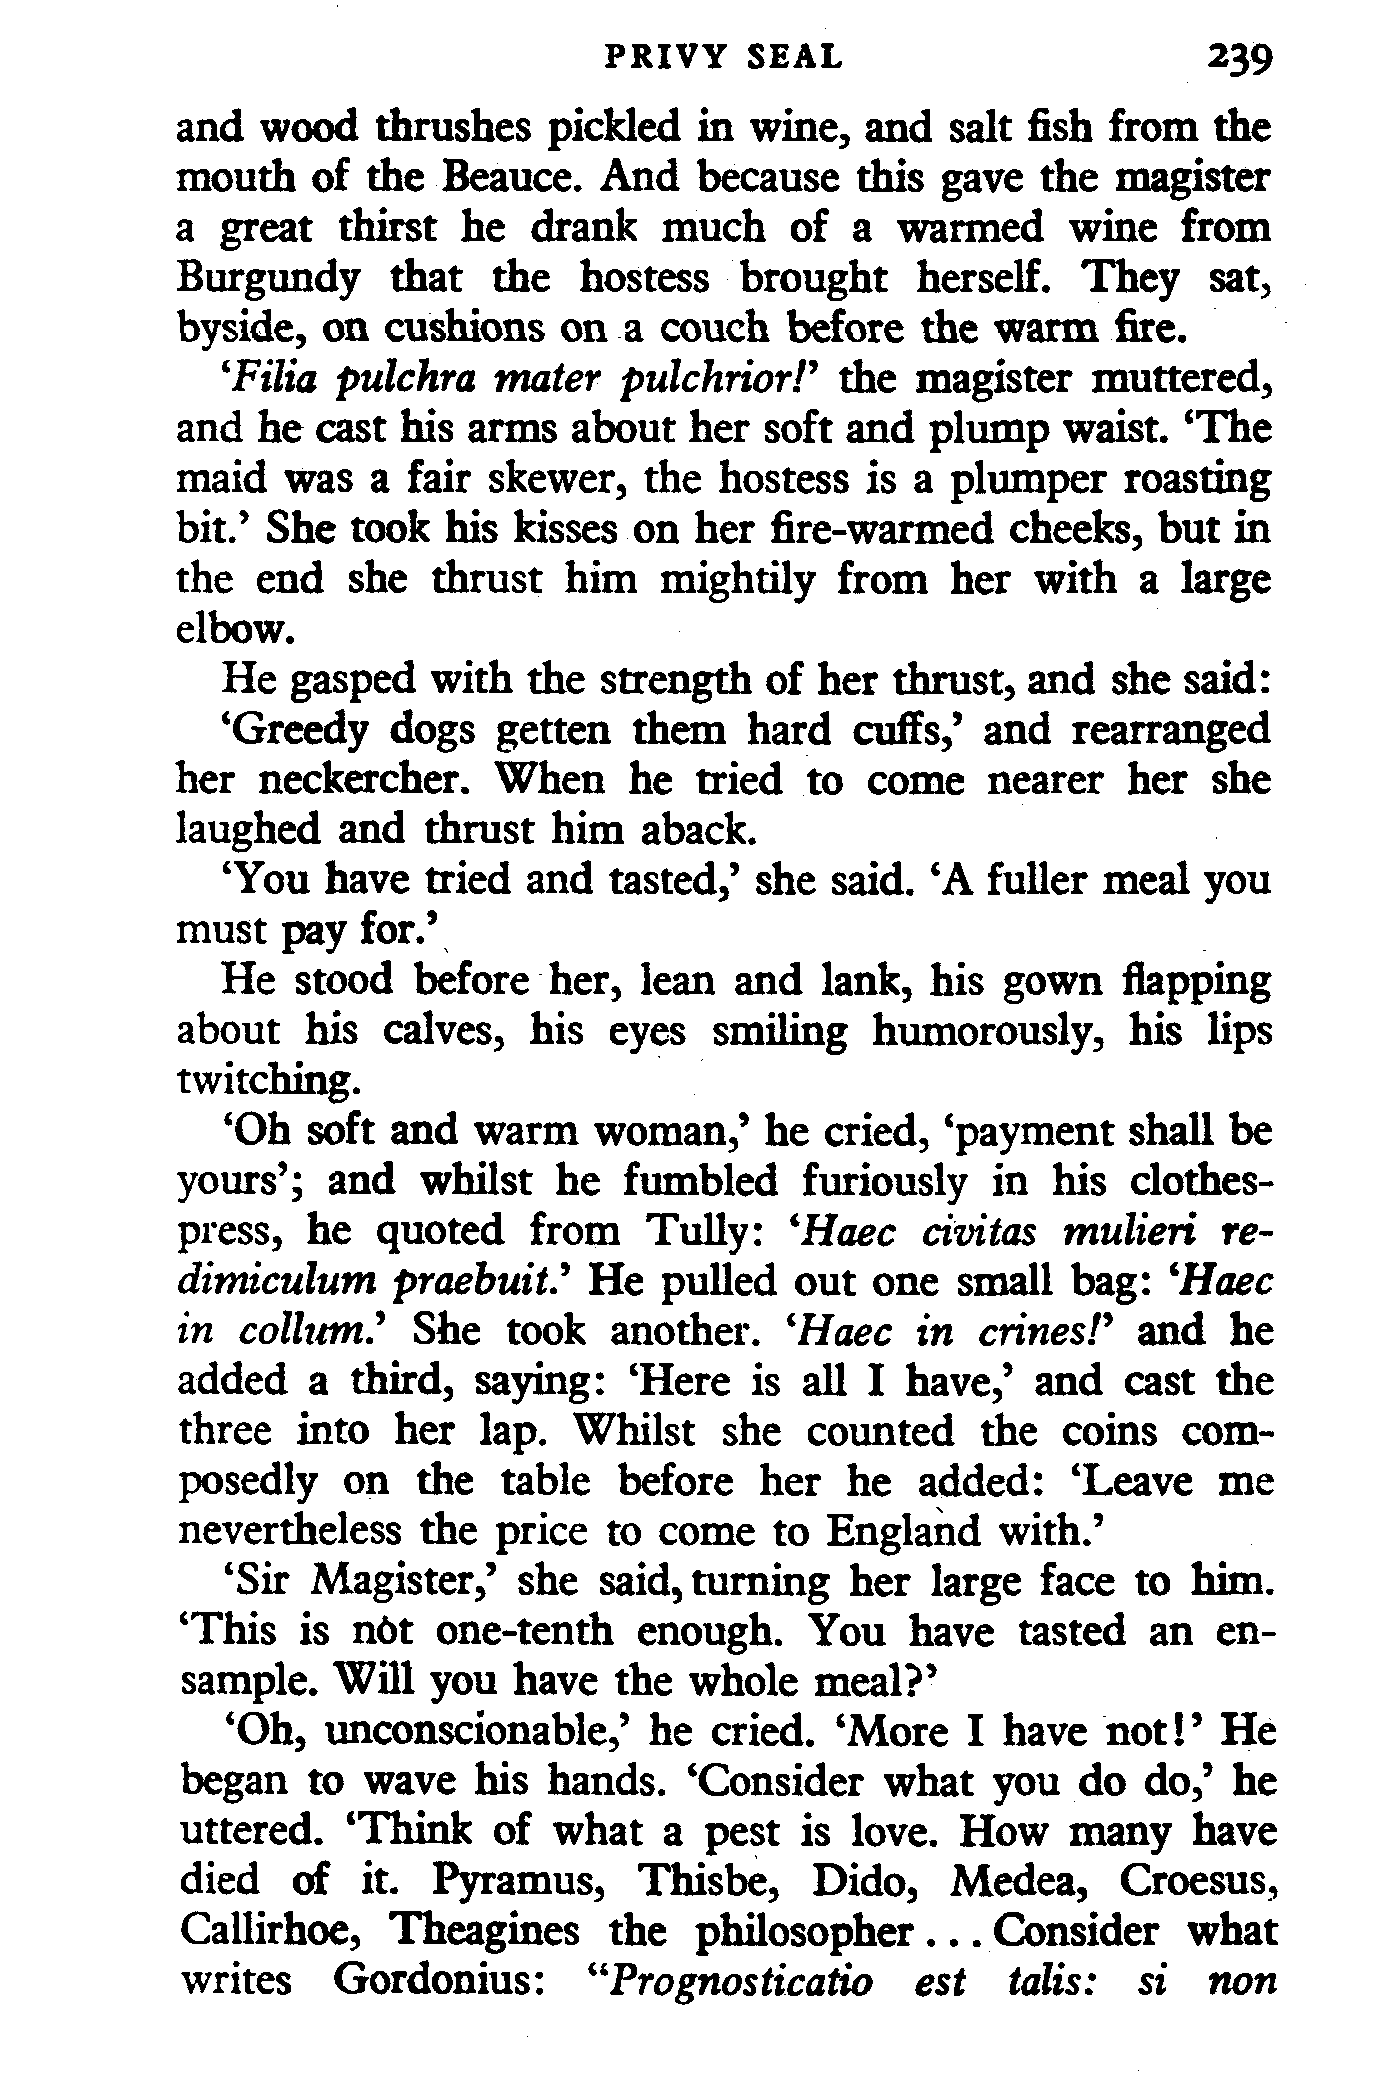 PRIVY SEAL 239
and wood thrushes pickled in wine, and salt fish from the
mouth of the Beauce. And because this gave the magister
a great thirst he drank much of a warmed wine from
Burgundy that the hostess brought herself. They sat,
byside, on cushions on a couch before the warm fire.
‘Filia pulchra mater pulchrior!’ the magister muttered,
and he cast his arms about her soft and plump waist. ‘The
maid was a fair skewer, the hostess is a plumper roasting
bit.’ She took his kisses on her fire-warmed cheeks, but in
the end she thrust him mightily from her with a large
elbow.
He gasped with the strength of her thrust, and she said:
‘Greedy dogs getten them hard cuffs,’ and rearranged
her neckercher. When he tried to come nearer her she
laughed and thrust him aback.
‘You have tried and tasted,’ she said. ‘A fuller meal you
must pay for.’
He stood before her, lean and lank, his gown flapping
about his calves, his eyes smiling humorously, his lips
twitching.
‘Oh soft and warm woman,’ he cried, ‘payment shall be
yours’; and whilst he fumbled furiously in his clothes-
press, he quoted from Tully: ‘Haec civitas mulieri re-
dimiculum praebuit.’ He pulled out one small bag: ‘Haec
in collum.’ She took another. ‘Haec in crines!’ and he
added a third, saying: ‘Here is all I have,’ and cast the
three into her lap. Whilst she counted the coins com-
posedly on the table before her he added: ‘Leave me
nevertheless the price to come to England with.’
‘Sir Magister,’ she said, turning her large face to him.
‘This is not one-tenth enough. You have tasted an en-
sample. Will you have the whole meal?’
‘Oh, unconscionable,’ he cried. ‘More I have not!’ He
began to wave his hands. ‘Consider what you do do,’ he
uttered. ‘Think of what a pest is love. How many have
died of it. Pyramus, Thisbe, Dido, Medea, Croesus,
Callirhoe, Theagines the philosopher . . . Consider what
writes Gordonius: “Prognosticatio est talis: si non